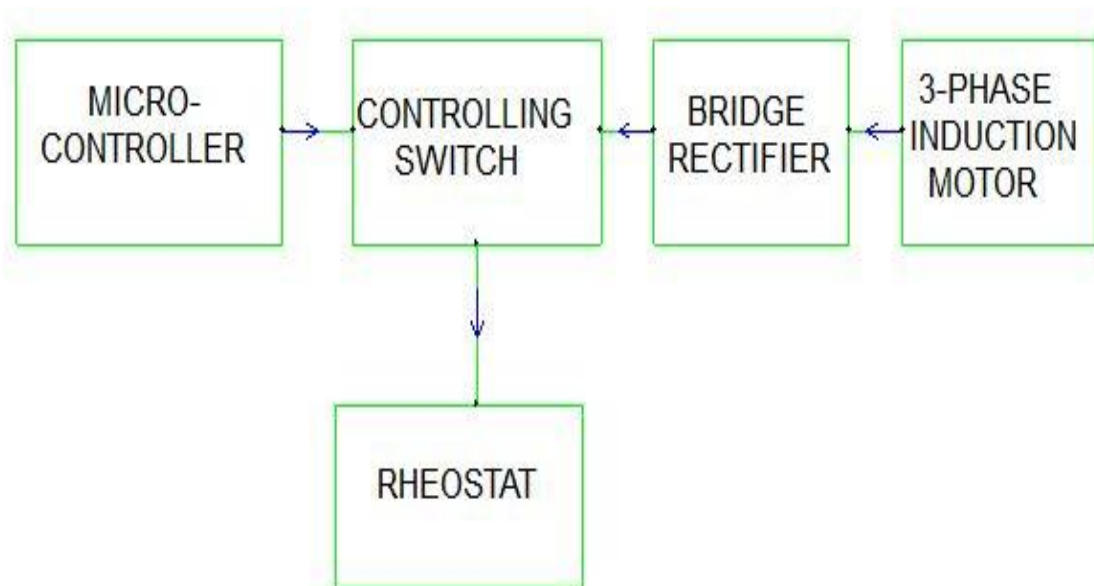 MICRO-
CONTROLLER
CONTROLLING
SWITCH
BRIDGE
RECTIFIER
3-PHASE
INDUCTION
MOTOR
RHEOSTAT